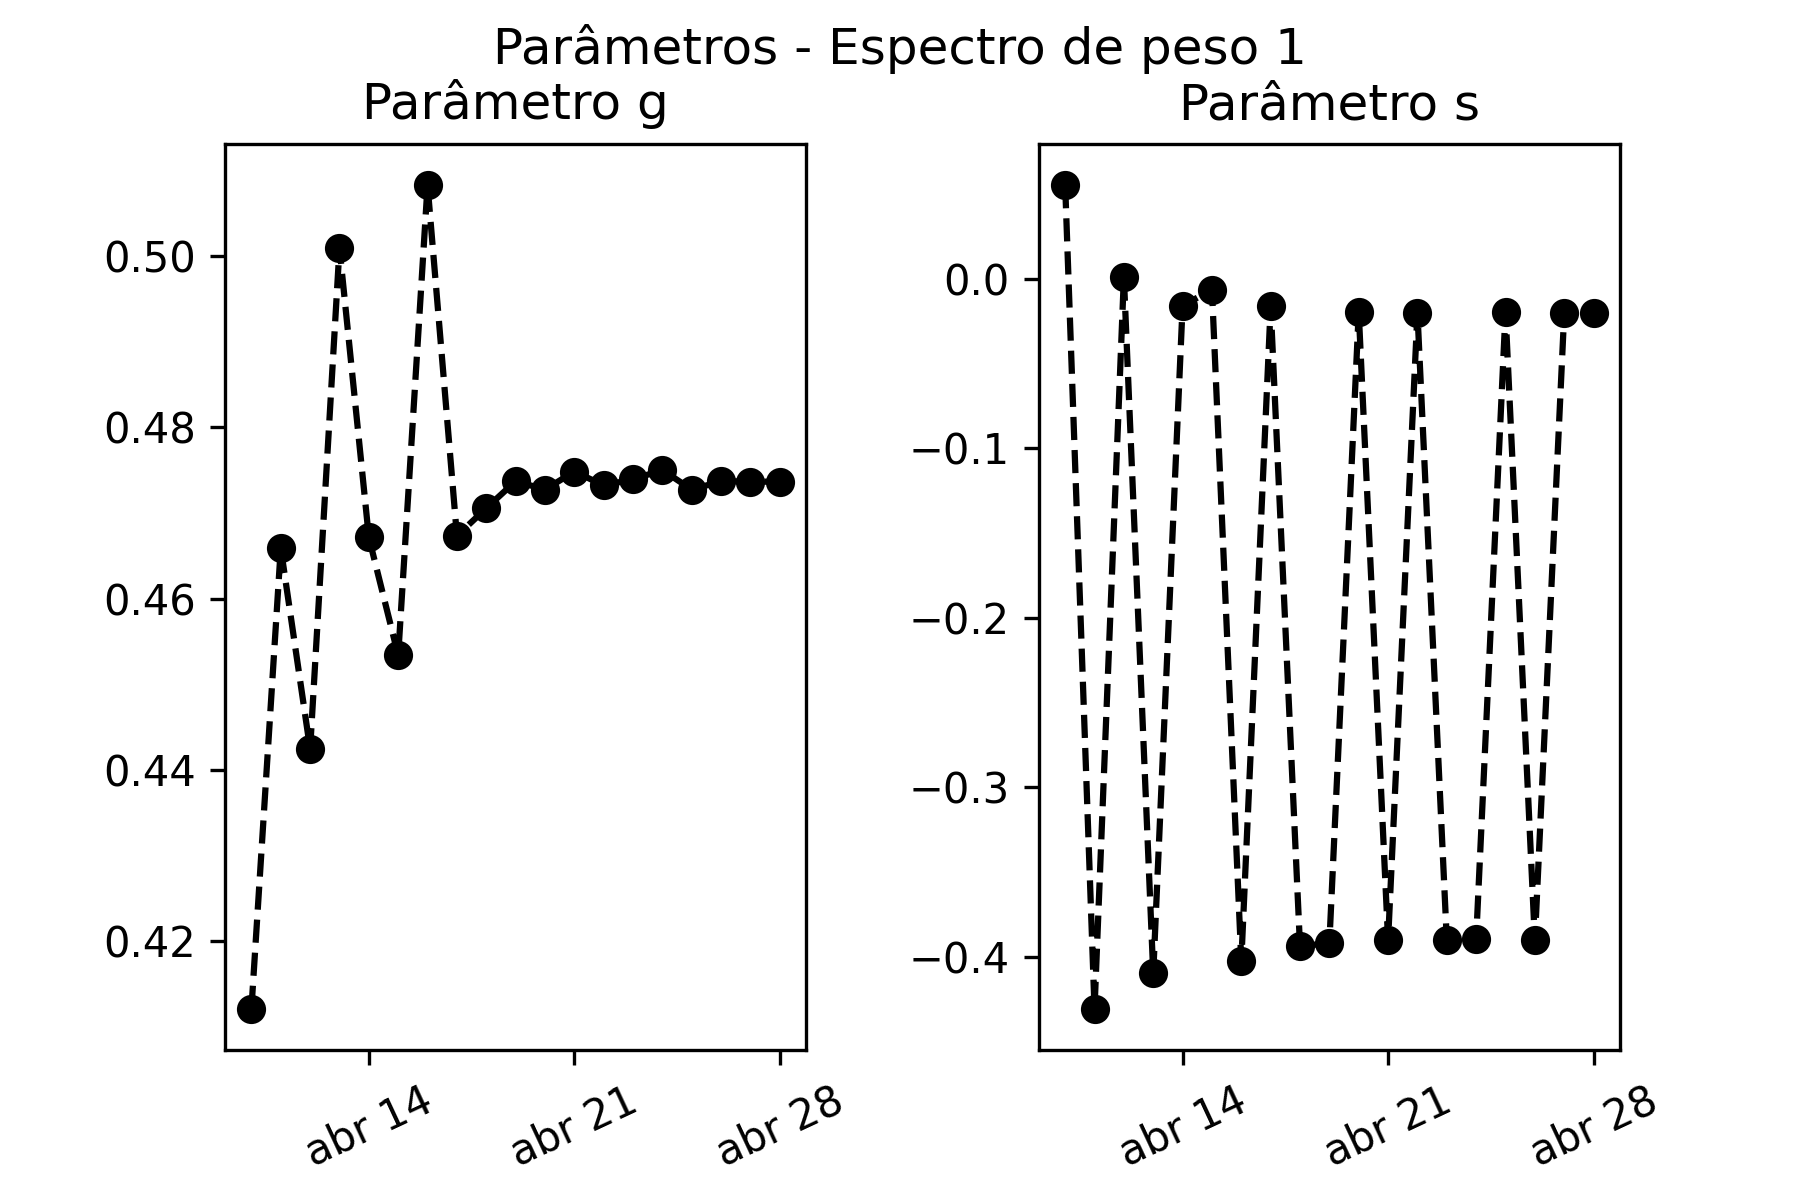 Parâmetros - Espectro de peso 1
Parâmetro g
0.50
0.48
0.46
0.44
0.42
abr 14
abr 21
abr 28
Parâmetro s
0.0
−0.1
−0.2
−0.3
−0.4
abr 14
abr 21
abr 28